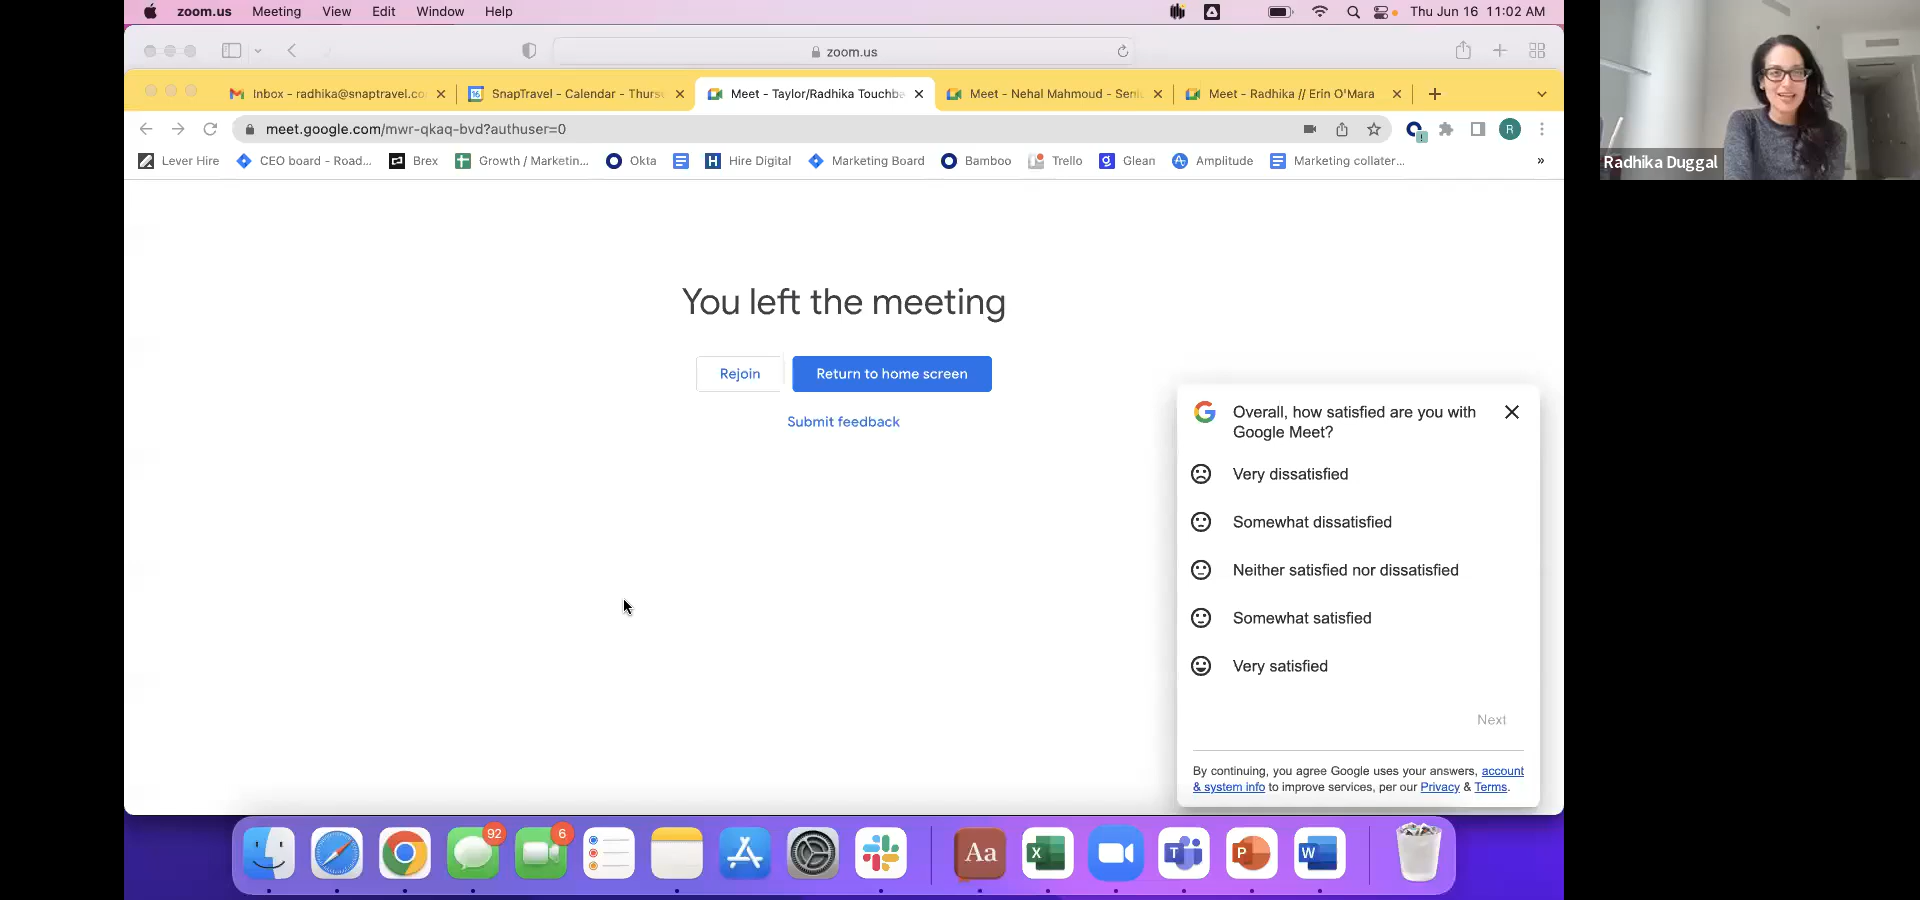 zoom.us Meeting View Edit Window Help Thu Jun 16 11:02 AM
zoom.us
Inbox - radhika@snaptravel.co SnapTravel - Calendar - Thurs Meet - Taylor/Radhika Touchb Meet - Nehal Mahmoud - Seni Meet - Radhika // Erin O'Mara
meet.google.com/mwr-qkaq-bvd?authuser=0 R
Lever Hire CEO board - Road... Brex Growth / Marketin... Okta H Hire Digital Marketing Board Bamboo Trello Glean Amplitude Marketing collater... »
Radhika Duggal
You left the meeting
Rejoin Return to home screen
Submit feedback
Overall, how satisfied are you with
Google Meet?
Very dissatisfied
Somewhat dissatisfied
Neither satisfied nor dissatisfied
Somewhat satisfied
Very satisfied
Next
By continuing, you agree Google uses your answers, account
& system info to improve services, per our Privacy & Terms.
92 6 Aa X T P W